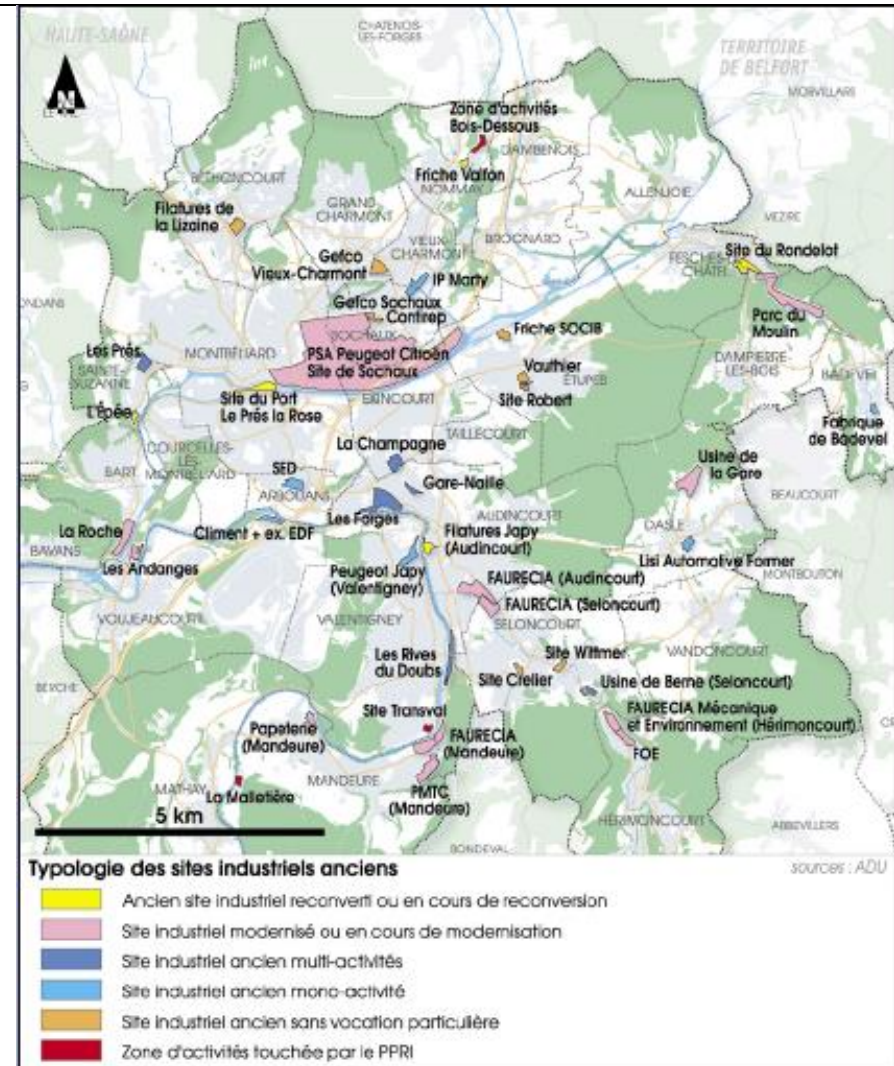 HAUTE-SAÔNE
CHATENOIS-
LES-FORGES
TERRITOIRE
DE BELFORT
MORVILLARS
N
Zone d'activités
Bois-Dessous
DAMBENOIS
Friche Valfon
NOMMAY
BETHONCOURT
GRAND
CHARMONT
ALLENJOIE
Filatures de
la Lizaine
VIEUX-
CHARMONT
BROGNARD
MEZIRE
Gefco
Vieux-Charmont
IP Marty
FESCHES
CHÂTEL
Site du Rondelot
Gefco Sochaux
Contrep
SOCHAUX
Friche SOCIB
Parc du
Moulin
Les Prés
SAINTE-
SUZANNE
MONTBÉLIARD
PSA Peugeot Citroën
Site de Sochaux
Vauthier
ETUPES
DAMPIERRE-
LES-BOIS
BADEVEL
L'Épée
Site du Port
Le Prés la Rose
EXINCOURT
Site Robert
TAILLECOURT
Fabrique
de Badevel
COURCELLES-
LES-
MONTBÉLIARD
La Champagne
Usine de
la Gare
BART
SED
ARBOUANS
Gare-Naille
BEAUCOURT
La Roche
Climent + ex. EDF
Les Forges
AUDINCOURT
DASLE
BAVANS
Les Andanges
Filatures Japy
(Audincourt)
Lisi Automotive Former
Peugeot Japy
(Valentigney)
FAURECIA (Audincourt)
MONTBOUTON
VOUJEAUCOURT
VALENTIGNEY
FAURECIA (Seloncourt)
SELONCOURT
Les Rives
du Doubs
Site Wittmer
VANDONCOURT
Site Crelier
Usine de Berne (Seloncourt)
BERCHE
Site Transval
FAURECIA Mécanique
et Environnement (Hérimoncourt)
Papeterie
(Mandeure)
FAURECIA
(Mandeure)
FOE
MATHAY
La Malletière
MANDEURE
PMTC
(Mandeure)
5 km
HÉRIMONCOURT
ABBEVILLERS
BONDEVAL
Typologie des sites industriels anciens
sources : ADU
Ancien site industriel reconverti ou en cours de reconversion
Site industriel modernisé ou en cours de modernisation
Site industriel ancien multi-activités
Site industriel ancien mono-activité
Site industriel ancien sans vocation particulière
Zone d'activités touchée par le PPRI